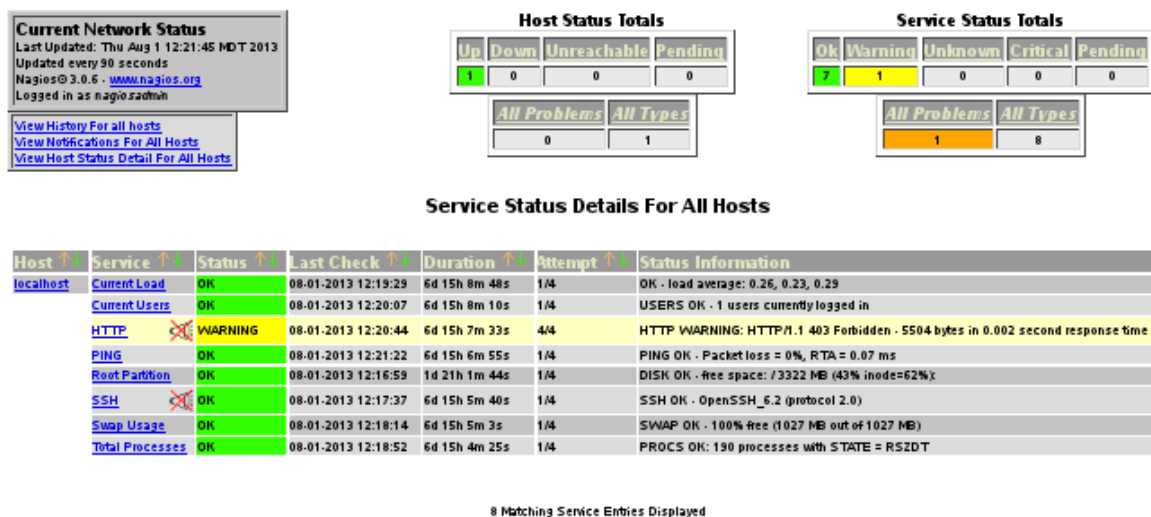 Current Network Status
Last Updated: Thu Aug 1 12:21:45 MDT 2013
Updated every 90 seconds
Nagios® 3.0.6 - www.nagios.org
Logged in as nagiosadmin
View History For all hosts
View Notifications For All Hosts
View Host Status Detail For All Hosts
Host Status Totals
Up Down Unreachable Pending
1 0 0 0
All Problems All Types
0 1
Service Status Totals
Ok Warning Unknown Critical Pending
7 1 0 0 0
All Problems All Types
1 8
Service Status Details For All Hosts
Host Service Status Last Check Duration Attempt Status Information
localhost Current Load OK 08-01-2013 12:19:29 6d 15h 8m 48s 1/4 OK - load average: 0.26, 0.23, 0.29
Current Users OK 08-01-2013 12:20:07 6d 15h 8m 10s 1/4 USERS OK - 1 users currently logged in
HTTP WARNING 08-01-2013 12:20:44 6d 15h 7m 33s 4/4 HTTP WARNING: HTTP/1.1 403 Forbidden - 5504 bytes in 0.002 second response time
PING OK 08-01-2013 12:21:22 6d 15h 6m 55s 1/4 PING OK - Packet loss = 0%, RTA = 0.07 ms
Root Partition OK 08-01-2013 12:16:59 1d 21h 1m 44s 1/4 DISK OK - free space: / 3322 MB (43% inode=62%):
SSH OK 08-01-2013 12:17:37 6d 15h 5m 40s 1/4 SSH OK - OpenSSH_6.2 (protocol 2.0)
Swap Usage OK 08-01-2013 12:18:14 6d 15h 5m 3s 1/4 SWAP OK - 100% free (1027 MB out of 1027 MB)
Total Processes OK 08-01-2013 12:18:52 6d 15h 4m 25s 1/4 PROCS OK: 190 processes with STATE = RSZDT
8 Matching Service Entries Displayed